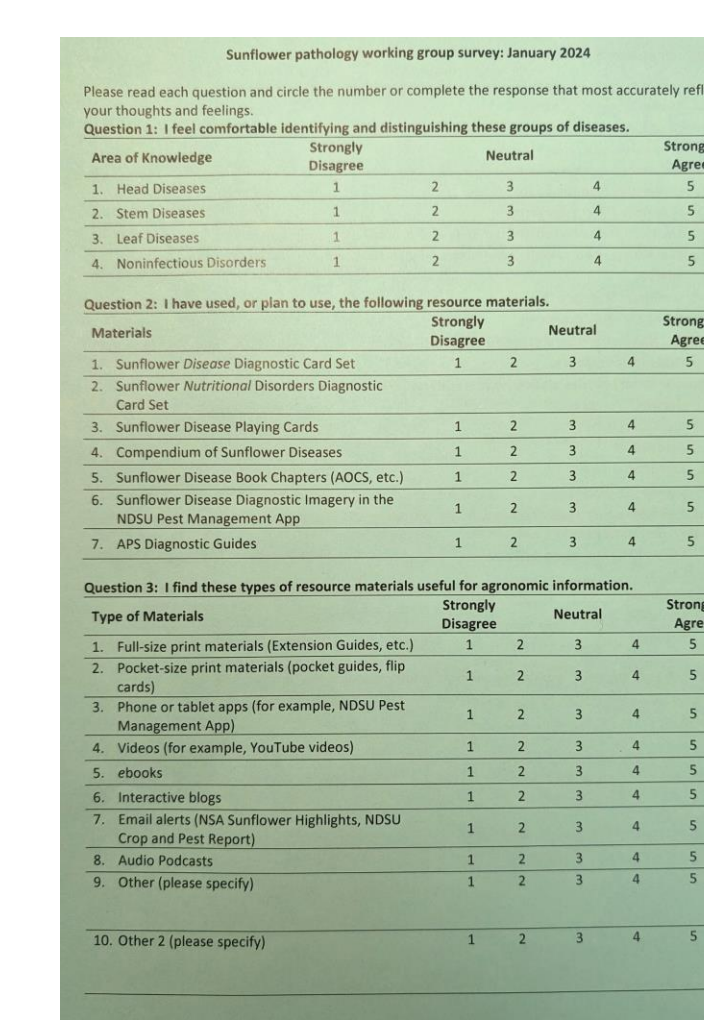 Sunflower pathology working group survey: January 2024
Please read each question and circle the number or complete the response that most accurately refl
your thoughts and feelings.
Question 1: I feel comfortable identifying and distinguishing these groups of diseases.
Area of Knowledge Strongly Disagree Neutral Strong Agree
1. Head Diseases 1 2 3 4 5
2. Stem Diseases 1 2 3 4 5
3. Leaf Diseases 1 2 3 4 5
4. Noninfectious Disorders 1 2 3 4 5
Question 2: I have used, or plan to use, the following resource materials.
Materials Strongly Disagree Neutral Strong Agree
1. Sunflower Disease Diagnostic Card Set 1 2 3 4 5
2. Sunflower Nutritional Disorders Diagnostic
Card Set
3. Sunflower Disease Playing Cards 1 2 3 4 5
4. Compendium of Sunflower Diseases 1 2 3 4 5
5. Sunflower Disease Book Chapters (AOCS, etc.) 1 2 3 4 5
6. Sunflower Disease Diagnostic Imagery in the
NDSU Pest Management App 1 2 3 4 5
7. APS Diagnostic Guides 1 2 3 4 5
Question 3: I find these types of resource materials useful for agronomic information.
Type of Materials Strongly Disagree Neutral Strong Agre
1. Full-size print materials (Extension Guides, etc.) 1 2 3 4 5
2. Pocket-size print materials (pocket guides, flip
cards) 1 2 3 4 5
3. Phone or tablet apps (for example, NDSU Pest
Management App) 1 2 3 4 5
4. Videos (for example, YouTube videos) 1 2 3 4 5
5. ebooks 1 2 3 4 5
6. Interactive blogs 1 2 3 4 5
7. Email alerts (NSA Sunflower Highlights, NDSU
Crop and Pest Report) 1 2 3 4 5
8. Audio Podcasts 1 2 3 4 5
9. Other (please specify) 1 2 3 4 5
10. Other 2 (please specify) 1 2 3 4 5